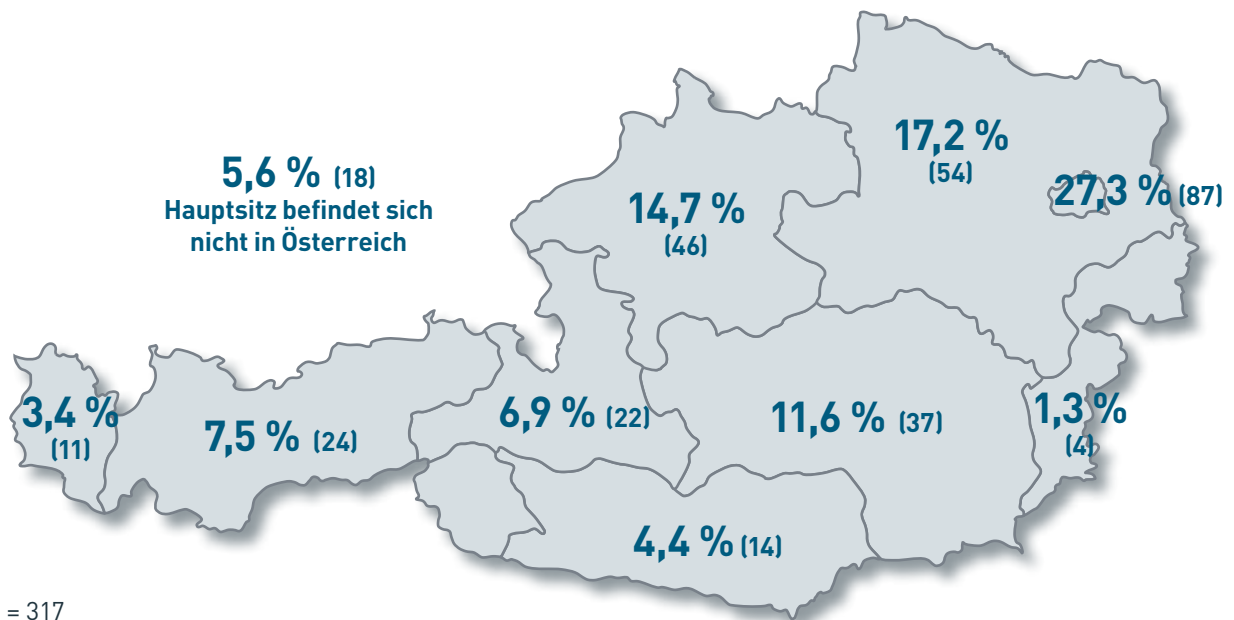 17,2 %
(54)
5,6 % (18)
Hauptsitz befindet sich
nicht in Österreich
27,3 % (87)
14,7 %
(46)
3,4 %
(11)
7,5 % (24)
6,9 % (22)
11,6 % (37)
1,3 %
(4)
4,4 % (14)
= 317